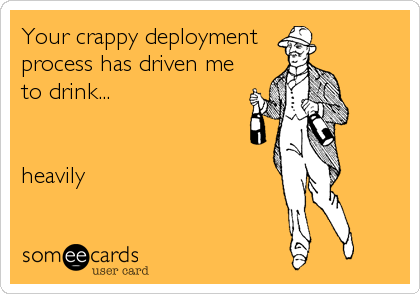 Your crappy deployment
process has driven me
to drink...
heavily
someecards
user card